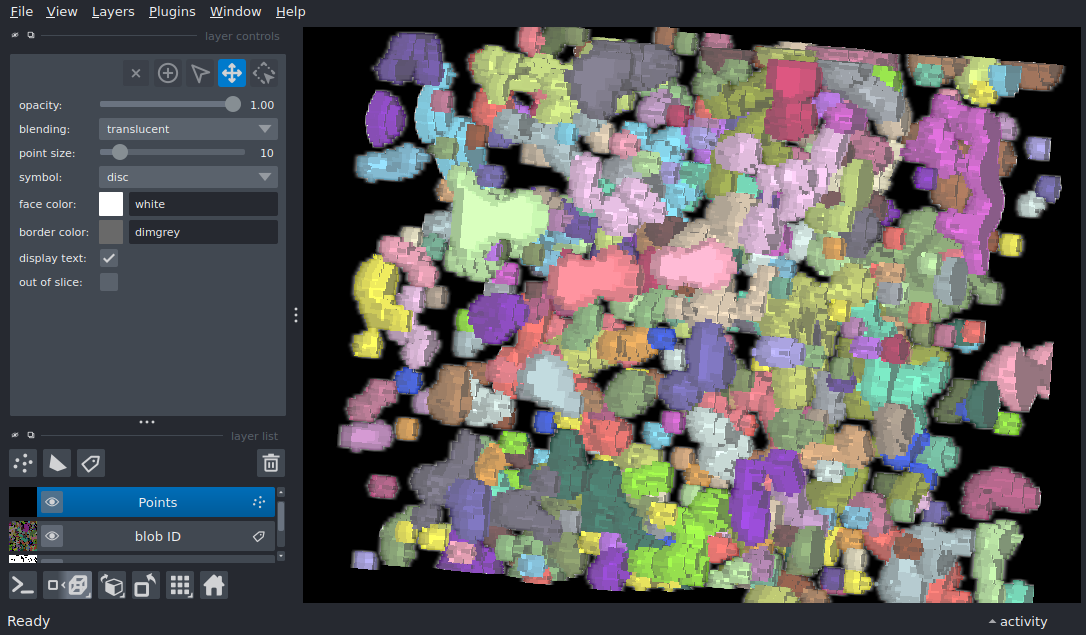 File View Layers Plugins Window Help
layer controls
opacity: 1.00
blending: translucent
point size: 10
symbol: disc
face color: white
border color: dimgrey
display text:
out of slice:
layer list
Points
blob ID
Ready activity